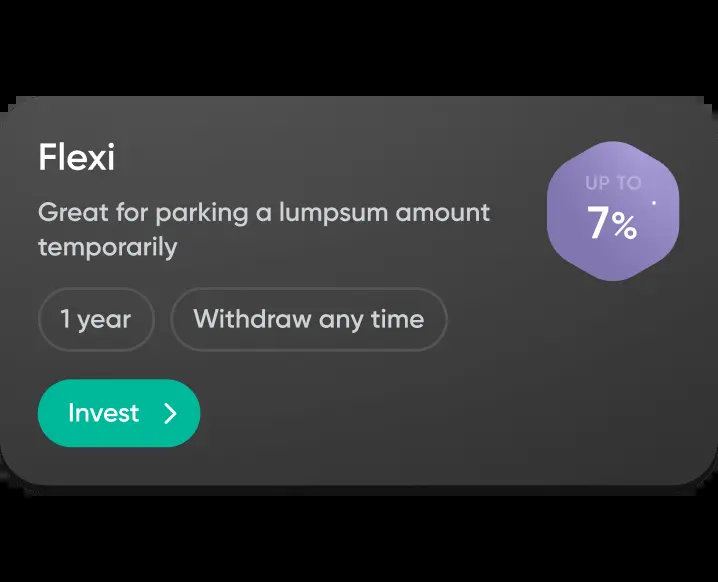 Flexi
Great for parking a lumpsum amount
temporarily
UP TO
7%
1 year
Withdraw any time
Invest